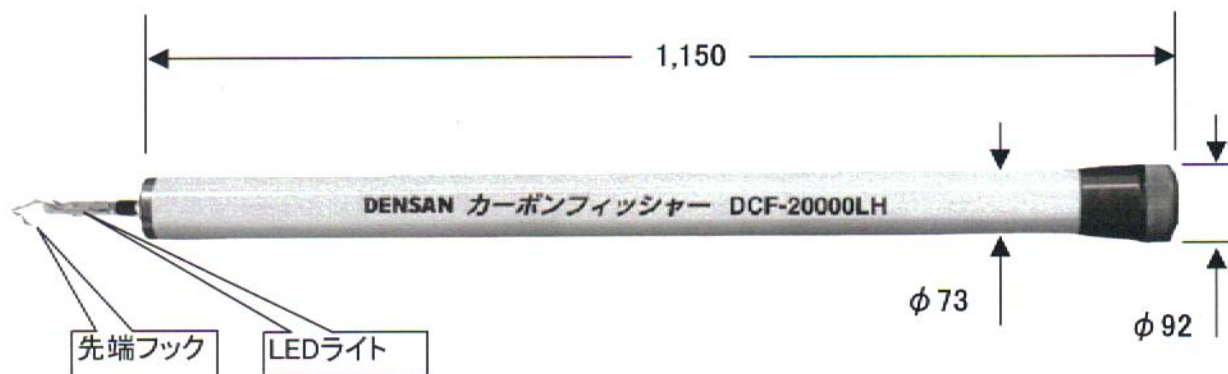 1,150
DENSAN カーボンフィッシャー DCF-20000LH
φ73
φ92
先端フック
LEDライト